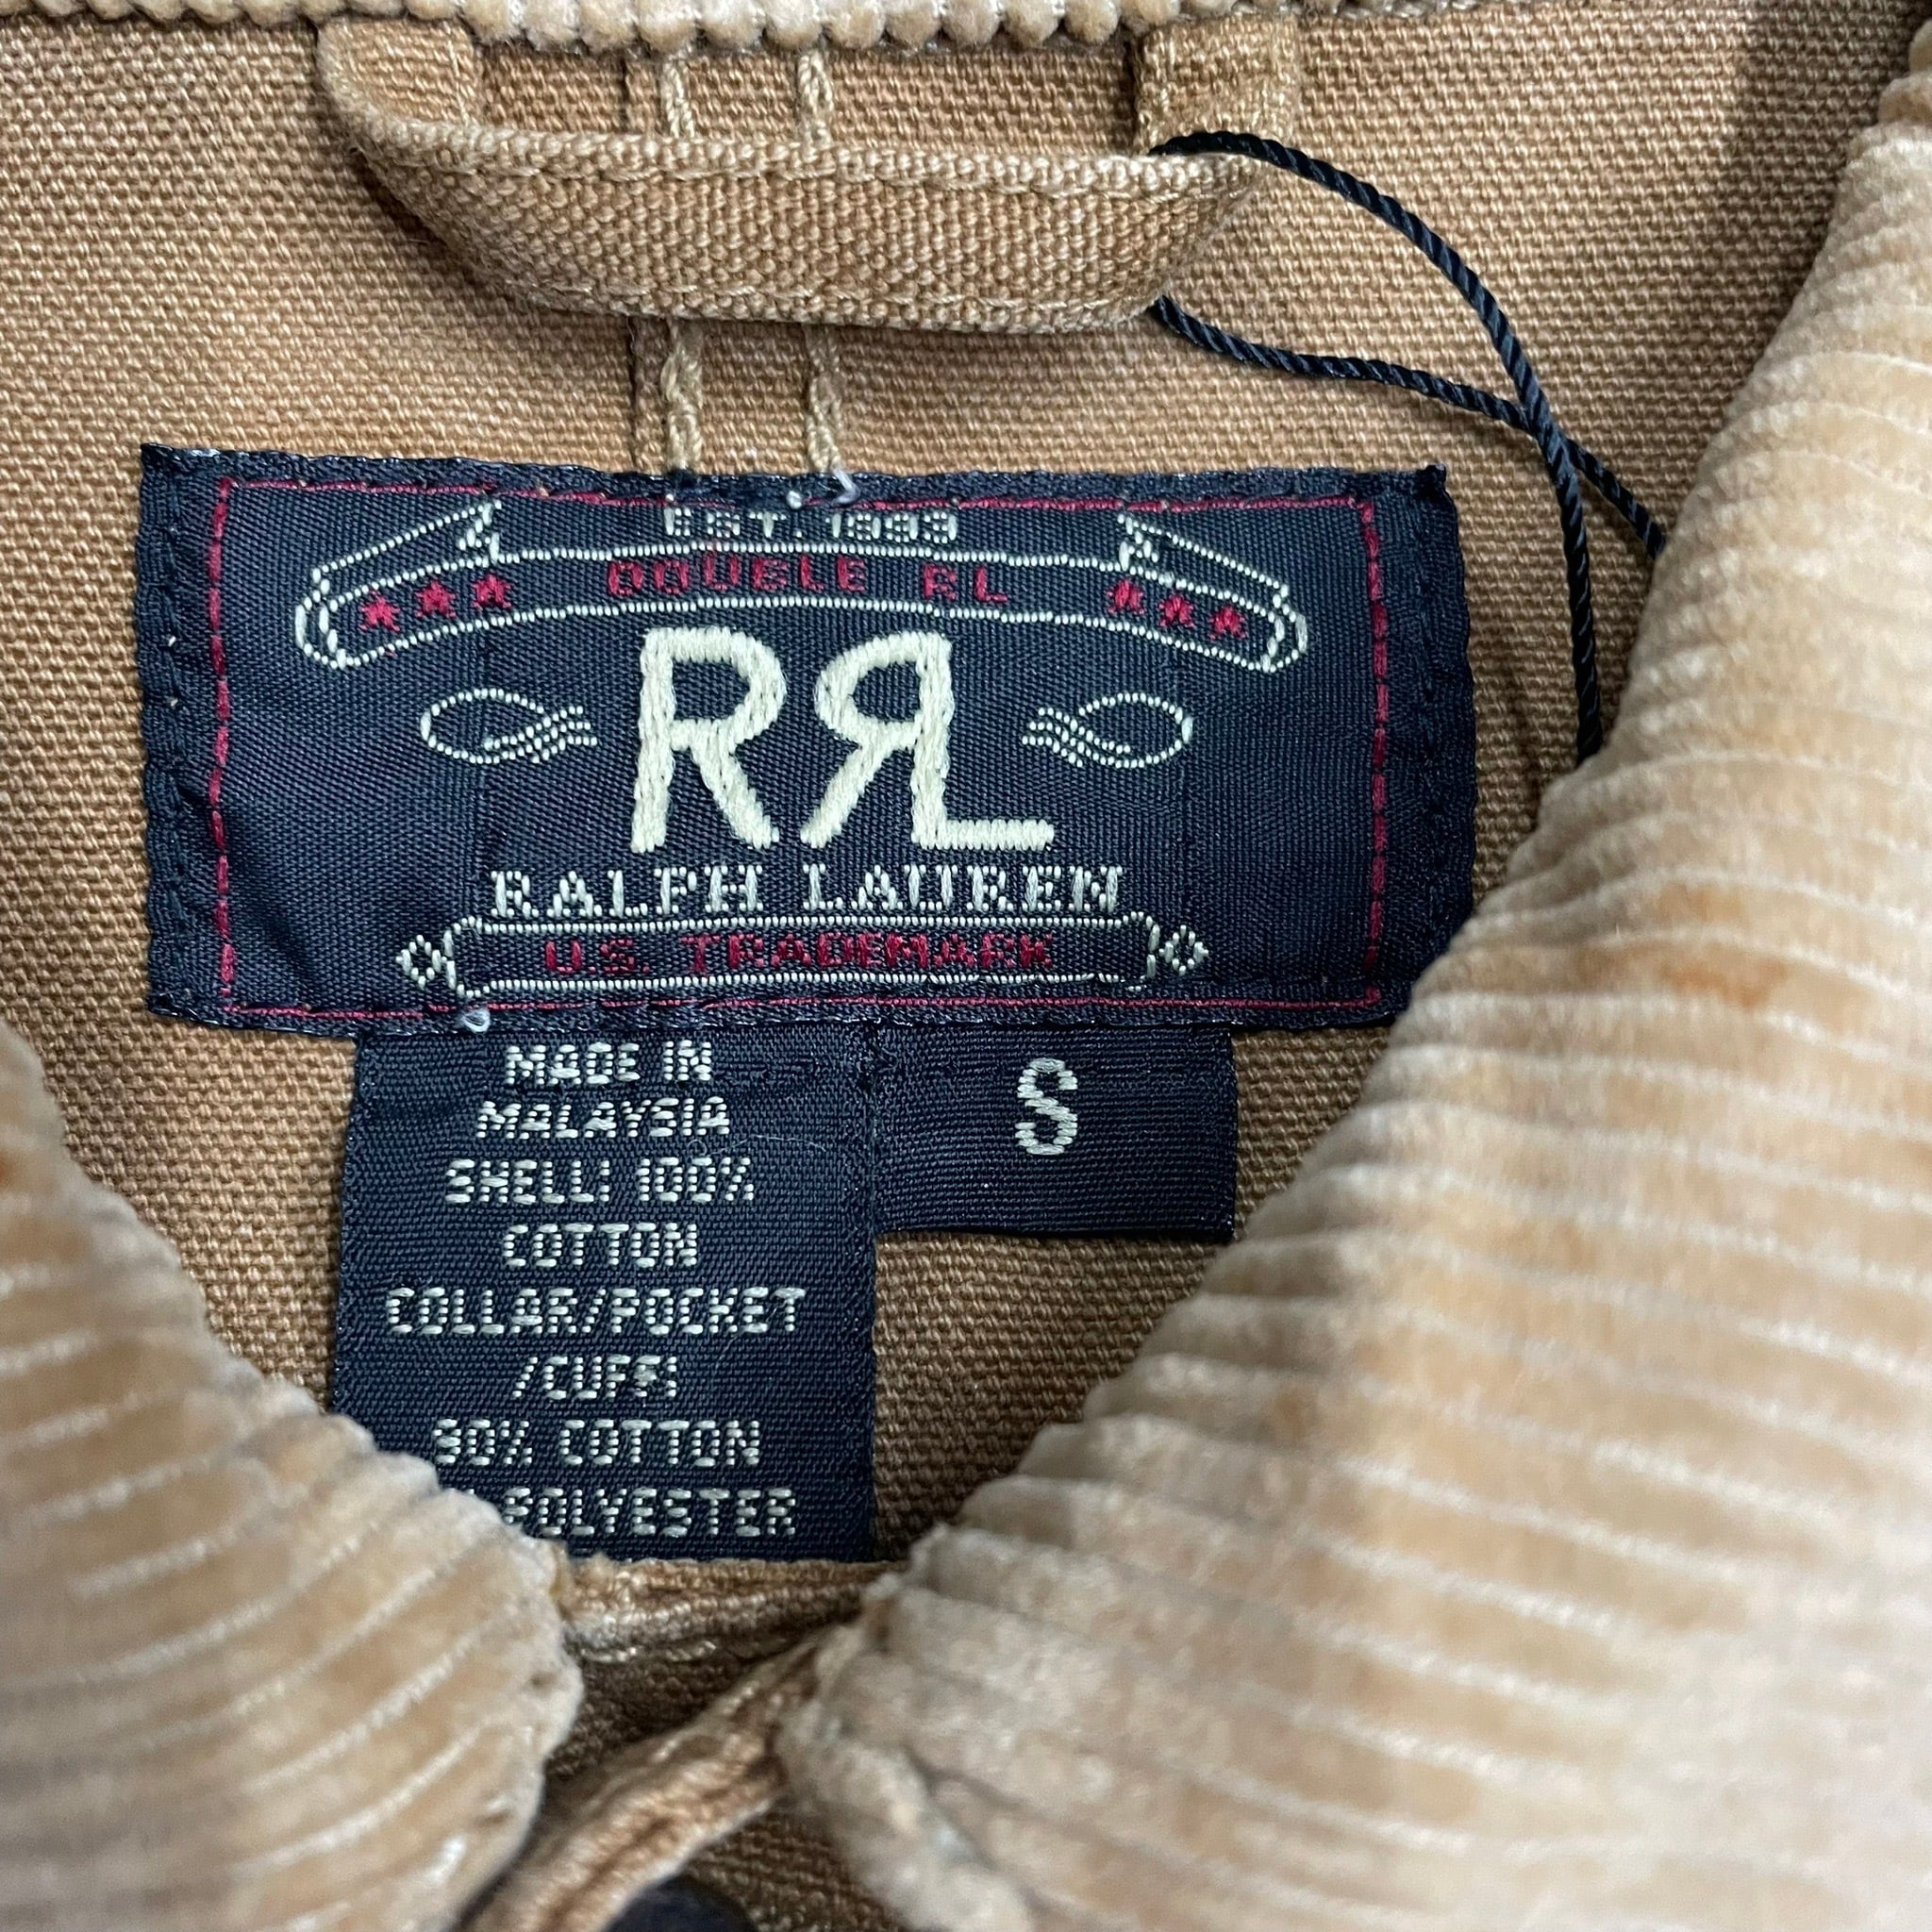 EST. 1993
DOUBLE RL
RRL
RALPH LAUREN
U.S. TRADEMARK
MADE IN
MALAYSIA
SHELL: 100%
COTTON
COLLAR/POCKET
/CUFF:
90% COTTON
POLYESTER
S